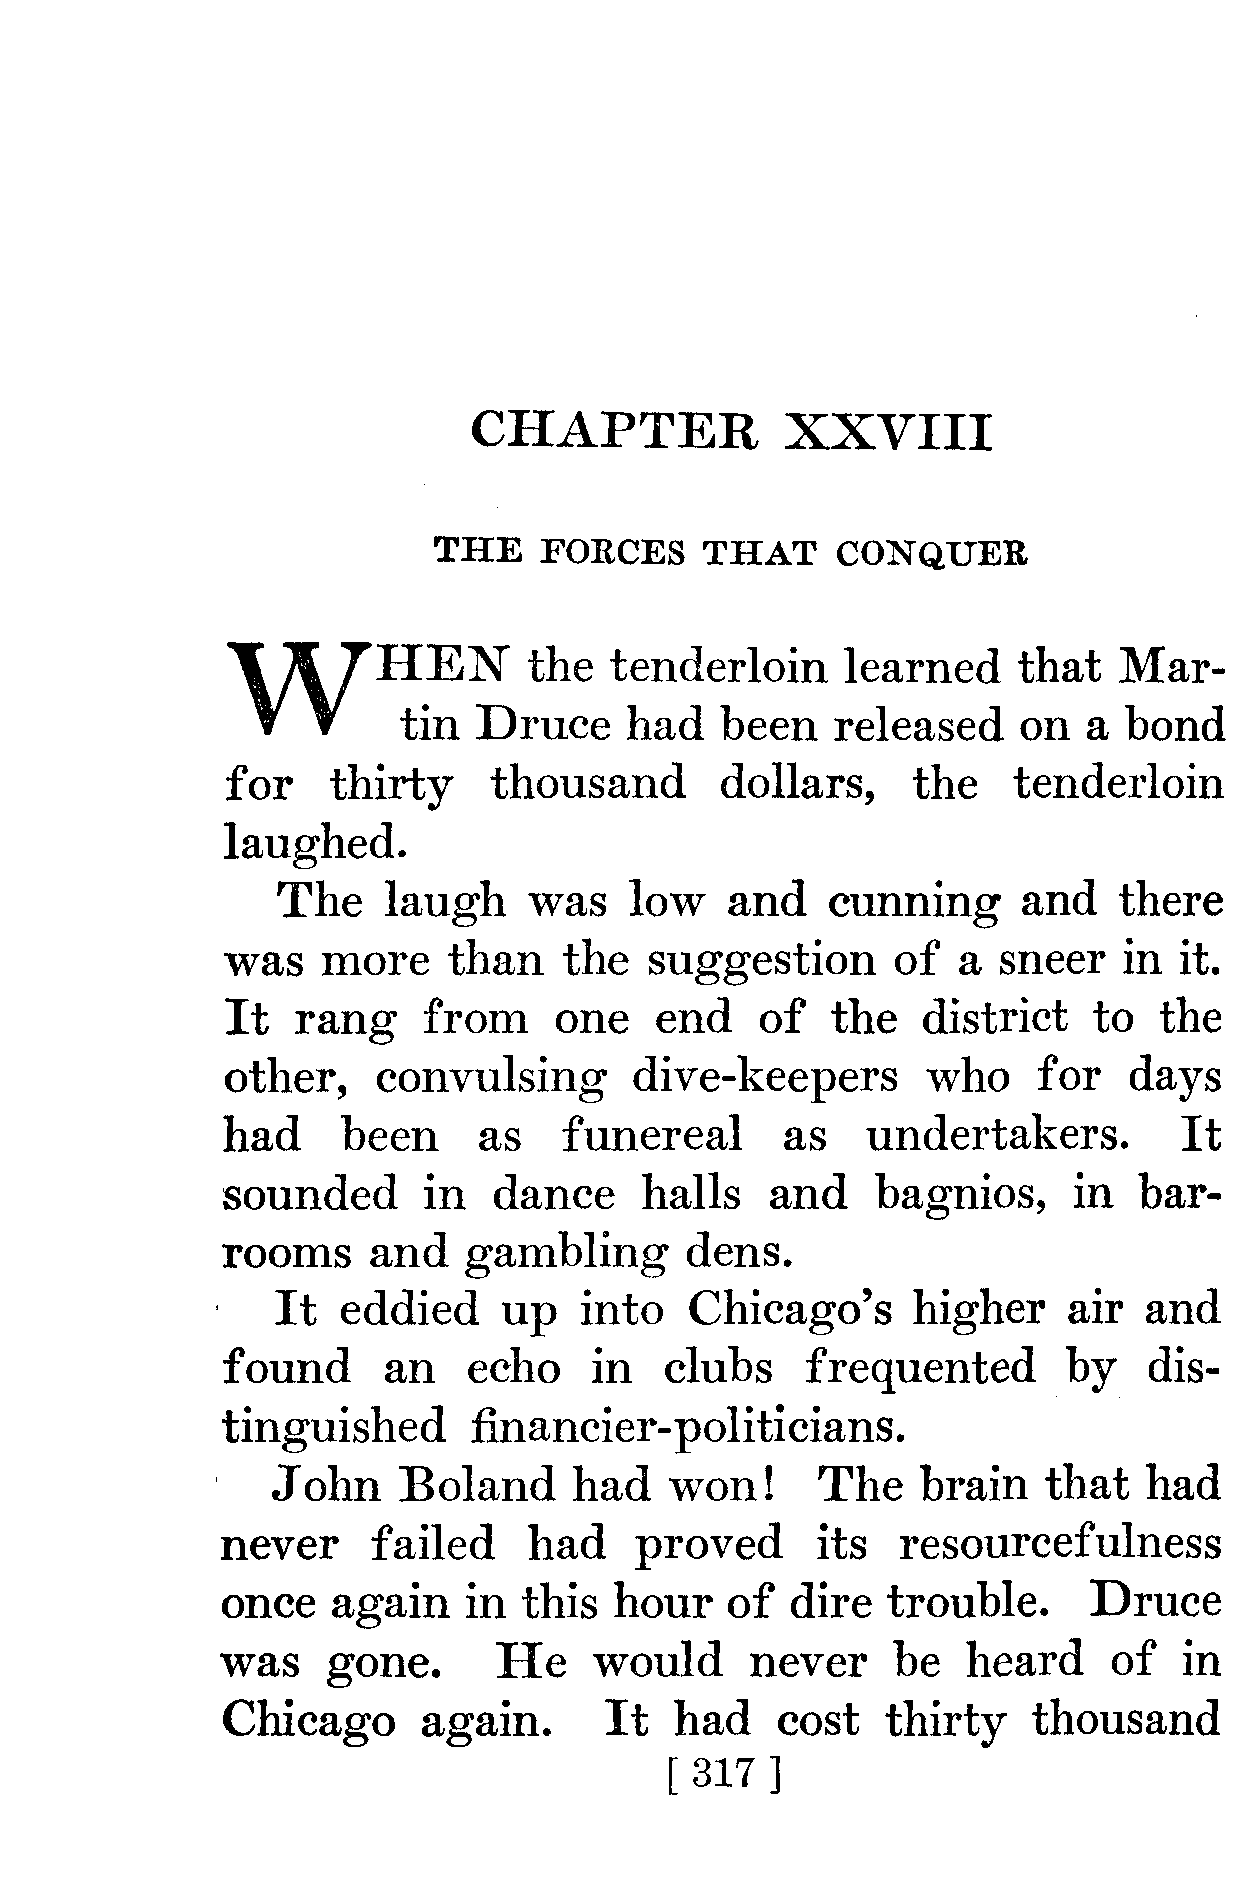 CHAPTER XXVIII
THE FORCES THAT CONQUER
WHEN the tenderloin learned that Mar-
tin Druce had been released on a bond
for thirty thousand dollars, the tenderloin
laughed.
The laugh was low and cunning and there
was more than the suggestion of a sneer in it.
It rang from one end of the district to the
other, convulsing dive-keepers who for days
had been as funereal as undertakers. It
sounded in dance halls and bagnios, in bar-
rooms and gambling dens.
It eddied up into Chicago's higher air and
found an echo in clubs frequented by dis-
tinguished financier-politicians.
John Boland had won! The brain that had
never failed had proved its resourcefulness
once again in this hour of dire trouble. Druce
was gone. He would never be heard of in
Chicago again. It had cost thirty thousand
[ 317 ]